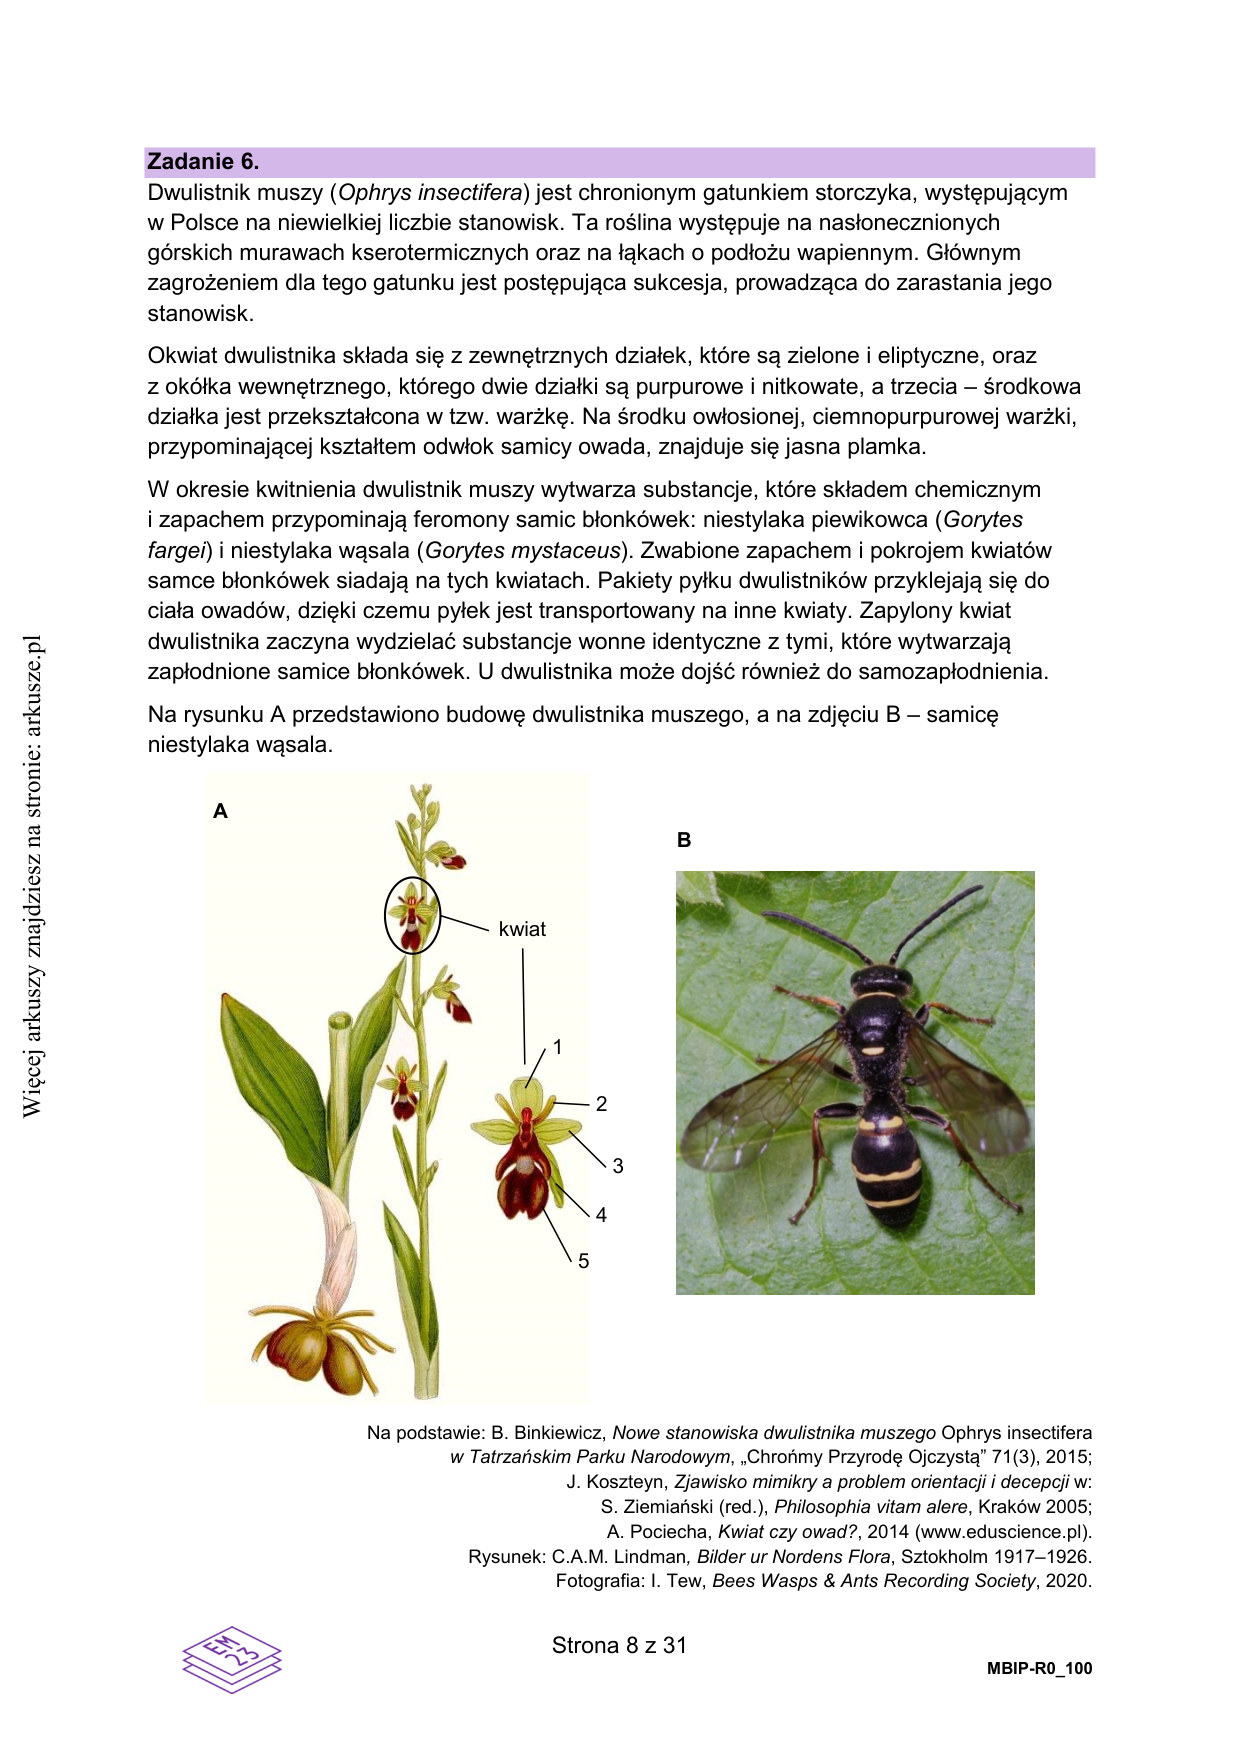 Zadanie 6.
Dwulistnik muszy (Ophrys insectifera) jest chronionym gatunkiem storczyka, występującym
w Polsce na niewielkiej liczbie stanowisk. Ta roślina występuje na nasłonecznionych
górskich murawach kserotermicznych oraz na łąkach o podłożu wapiennym. Głównym
zagrożeniem dla tego gatunku jest postępująca sukcesja, prowadząca do zarastania jego
stanowisk.
Okwiat dwulistnika składa się z zewnętrznych działek, które są zielone i eliptyczne, oraz
z okółka wewnętrznego, którego dwie działki są purpurowe i nitkowate, a trzecia – środkowa
działka jest przekształcona w tzw. warżkę. Na środku owłosionej, ciemnopurpurowej warżki,
przypominającej kształtem odwłok samicy owada, znajduje się jasna plamka.
W okresie kwitnienia dwulistnik muszy wytwarza substancje, które składem chemicznym
i zapachem przypominają feromony samic błonkówek: niestylaka piewikowca (Gorytes
fargei) i niestylaka wąsala (Gorytes mystaceus). Zwabione zapachem i pokrojem kwiatów
samce błonkówek siadają na tych kwiatach. Pakiety pyłku dwulistników przyklejają się do
ciała owadów, dzięki czemu pyłek jest transportowany na inne kwiaty. Zapylony kwiat
dwulistnika zaczyna wydzielać substancje wonne identyczne z tymi, które wytwarzają
zapłodnione samice błonkówek. U dwulistnika może dojść również do samozapłodnienia.
Na rysunku A przedstawiono budowę dwulistnika muszego, a na zdjęciu B – samicę
niestylaka wąsala.
A
B
kwiat
1
2
3
4
5
Na podstawie: B. Binkiewicz, Nowe stanowiska dwulistnika muszego Ophrys insectifera
w Tatrzańskim Parku Narodowym, „Chrońmy Przyrodę Ojczystą” 71(3), 2015;
J. Koszteyn, Zjawisko mimikry a problem orientacji i decepcji w:
S. Ziemiański (red.), Philosophia vitam alere, Kraków 2005;
A. Pociecha, Kwiat czy owad?, 2014 (www.eduscience.pl).
Rysunek: C.A.M. Lindman, Bilder ur Nordens Flora, Sztokholm 1917–1926.
Fotografia: I. Tew, Bees Wasps & Ants Recording Society, 2020.
EM
23
Strona 8 z 31
MBIP-R0_100
Więcej arkuszy znajdziesz na stronie: arkusze.pl